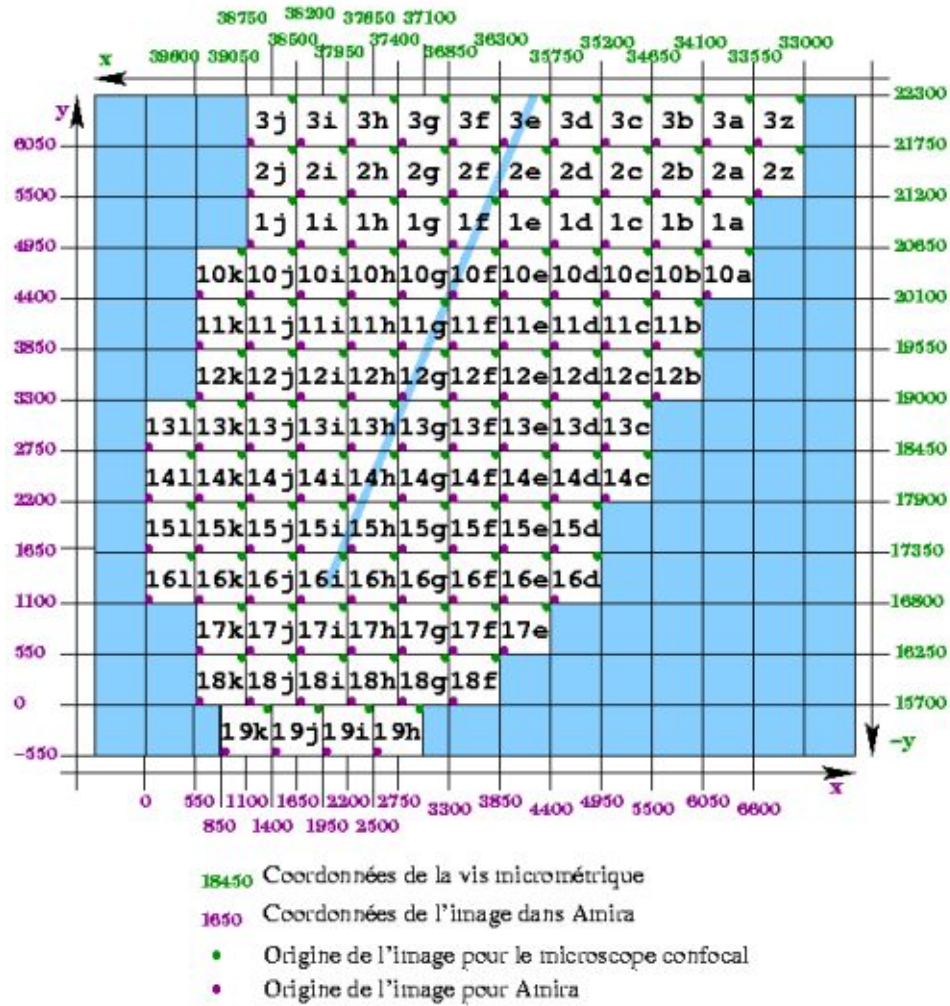 38750 38200 37650 37100
38500 37950 37400 36850 36300 35750 35200 34650 34100 33550 33000
39600 39050
x
y 22300
3j 3i 3h 3g 3f 3e 3d 3c 3b 3a 3z
6050 21750
2j 2i 2h 2g 2f 2e 2d 2c 2b 2a 2z
5500 21200
1j 1i 1h 1g 1f 1e 1d 1c 1b 1a
4950 20650
10k 10j 10i 10h 10g 10f 10e 10d 10c 10b 10a
4400 20100
11k 11j 11i 11h 11g 11f 11e 11d 11c 11b
3850 19550
12k 12j 12i 12h 12g 12f 12e 12d 12c 12b
3300 19000
13l 13k 13j 13i 13h 13g 13f 13e 13d 13c
2750 18450
14l 14k 14j 14i 14h 14g 14f 14e 14d 14c
2200 17900
15l 15k 15j 15i 15h 15g 15f 15e 15d
1650 17350
16l 16k 16j 16i 16h 16g 16f 16e 16d
1100 16800
17k 17j 17i 17h 17g 17f 17e
550 16250
18k 18j 18i 18h 18g 18f
0 15700
19k 19j 19i 19h
-y
-550
x
0 550 1100 1650 2200 2750 3300 3850 4400 4950 5500 6050 6600
850 1400 1950 2500
18450 Coordonnées de la vis micrométrique
1650 Coordonnées de l'image dans Amira
Origine de l'image pour le microscope confocal
Origine de l'image pour Amira